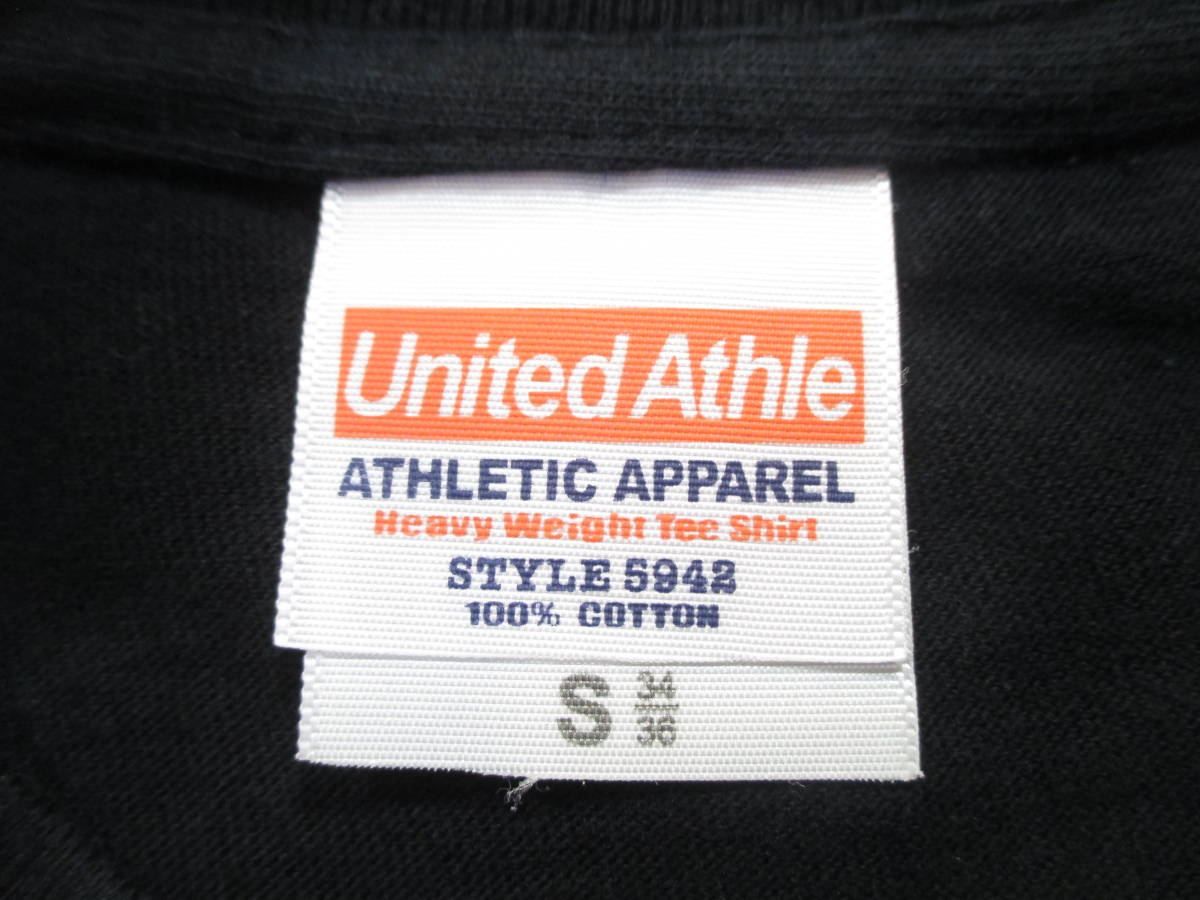 United Athle
ATHLETIC APPAREL
Heavy Weight Tee Shirt
STYLE 5942
100% COTTON
S 34
36